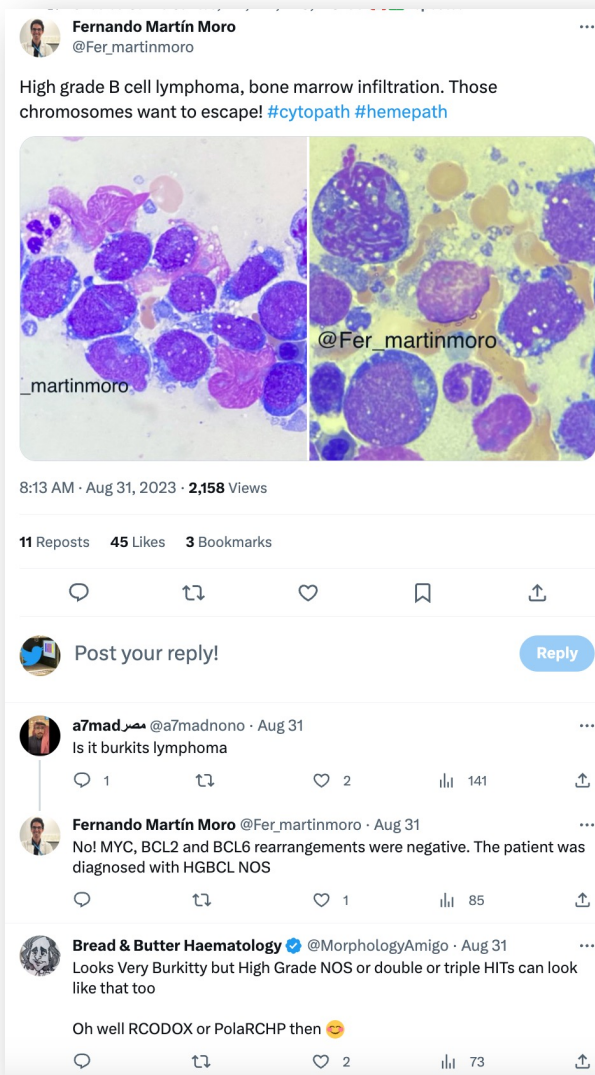 Fernando Martín Moro
@Fer_martinmoro
High grade B cell lymphoma, bone marrow infiltration. Those
chromosomes want to escape! #cytopath #hemepath
_martinmoro
@Fer_martinmoro
8:13 AM · Aug 31, 2023 · 2,158 Views
11 Reposts 45 Likes 3 Bookmarks
Post your reply!
Reply
a7madمصر @a7madnono · Aug 31
Is it burkits lymphoma
1 2 141
Fernando Martín Moro @Fer_martinmoro · Aug 31
No! MYC, BCL2 and BCL6 rearrangements were negative. The patient was
diagnosed with HGBCL NOS
1 85
Bread & Butter Haematology @MorphologyAmigo · Aug 31
Looks Very Burkitty but High Grade NOS or double or triple HITs can look
like that too
Oh well RCODOX or PolaRCHP then 😊
2 73